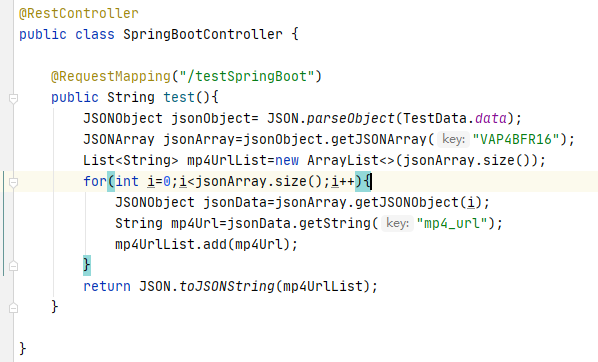 @RestController
public class SpringBootController {
@RequestMapping("/testSpringBoot")
public String test(){
JSONObject jsonObject= JSON.parseObject(TestData.data);
JSONArray jsonArray=jsonObject.getJSONArray( key: "VAP4BFR16");
List<String> mp4UrlList=new ArrayList<>(jsonArray.size());
for(int i=0;i<jsonArray.size();i++){
JSONObject jsonData=jsonArray.getJSONObject(i);
String mp4Url=jsonData.getString( key: "mp4_url");
mp4UrlList.add(mp4Url);
}
return JSON.toJSONString(mp4UrlList);
}
}